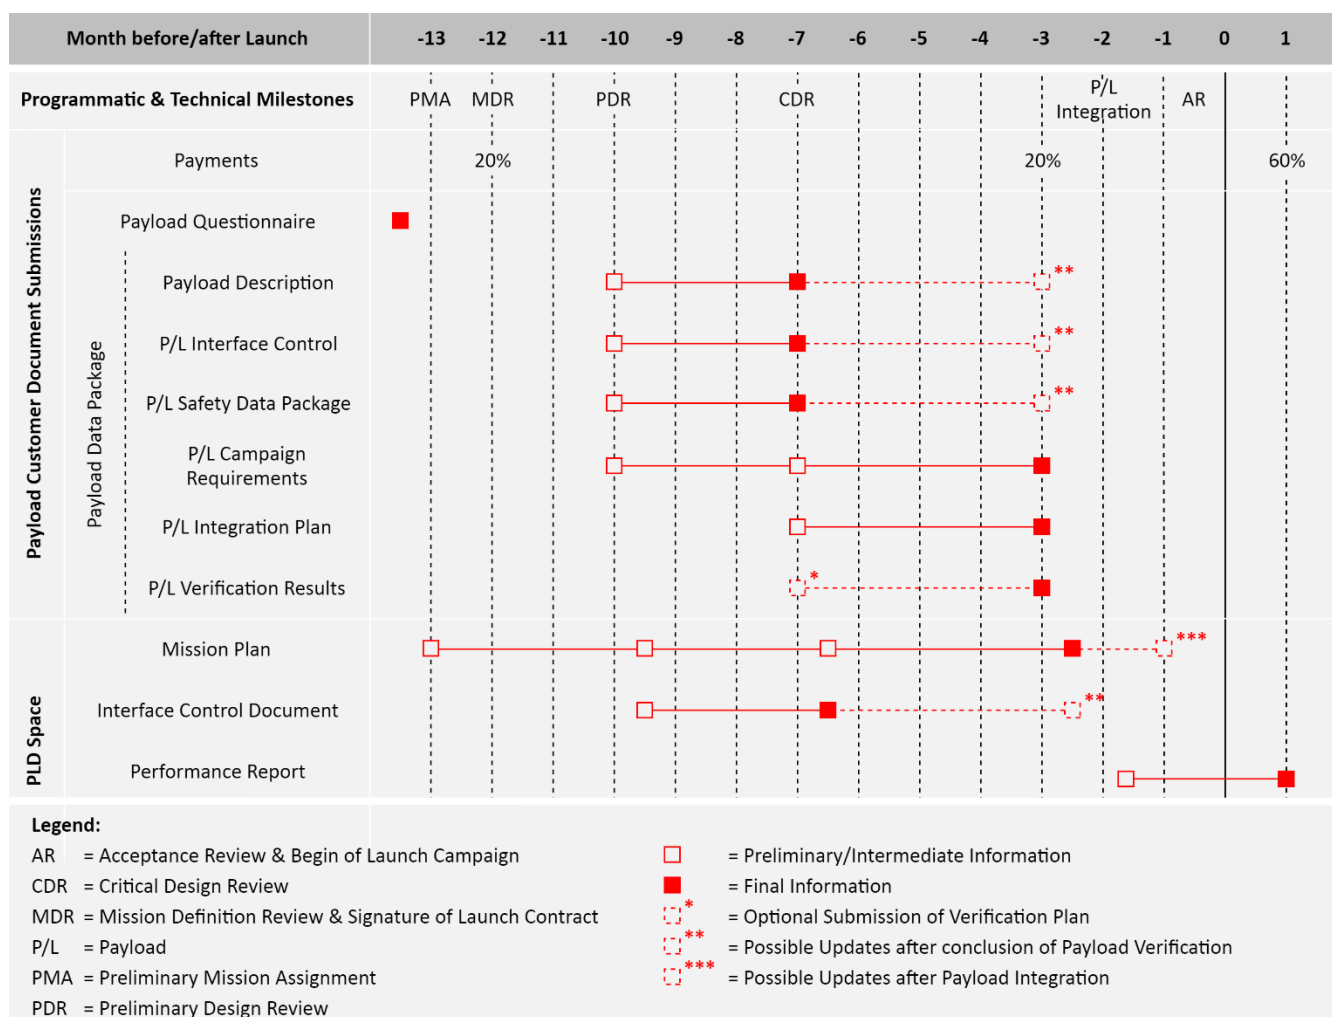 Month before/after Launch -13 -12 -11 -10 -9 -8 -7 -6 -5 -4 -3 -2 -1 0 1
Programmatic & Technical Milestones PMA MDR PDR CDR P/L Integration AR
Payload Customer Document Submissions
Payments 20% 20% 60%
Payload Questionnaire
Payload Data Package
Payload Description **
P/L Interface Control **
P/L Safety Data Package **
P/L Campaign
Requirements
P/L Integration Plan
P/L Verification Results *
PLD Space
Mission Plan ***
Interface Control Document **
Performance Report
Legend:
AR = Acceptance Review & Begin of Launch Campaign
CDR = Critical Design Review
MDR = Mission Definition Review & Signature of Launch Contract
P/L = Payload
PMA = Preliminary Mission Assignment
PDR = Preliminary Design Review
= Preliminary/Intermediate Information
= Final Information
* = Optional Submission of Verification Plan
** = Possible Updates after conclusion of Payload Verification
*** = Possible Updates after Payload Integration